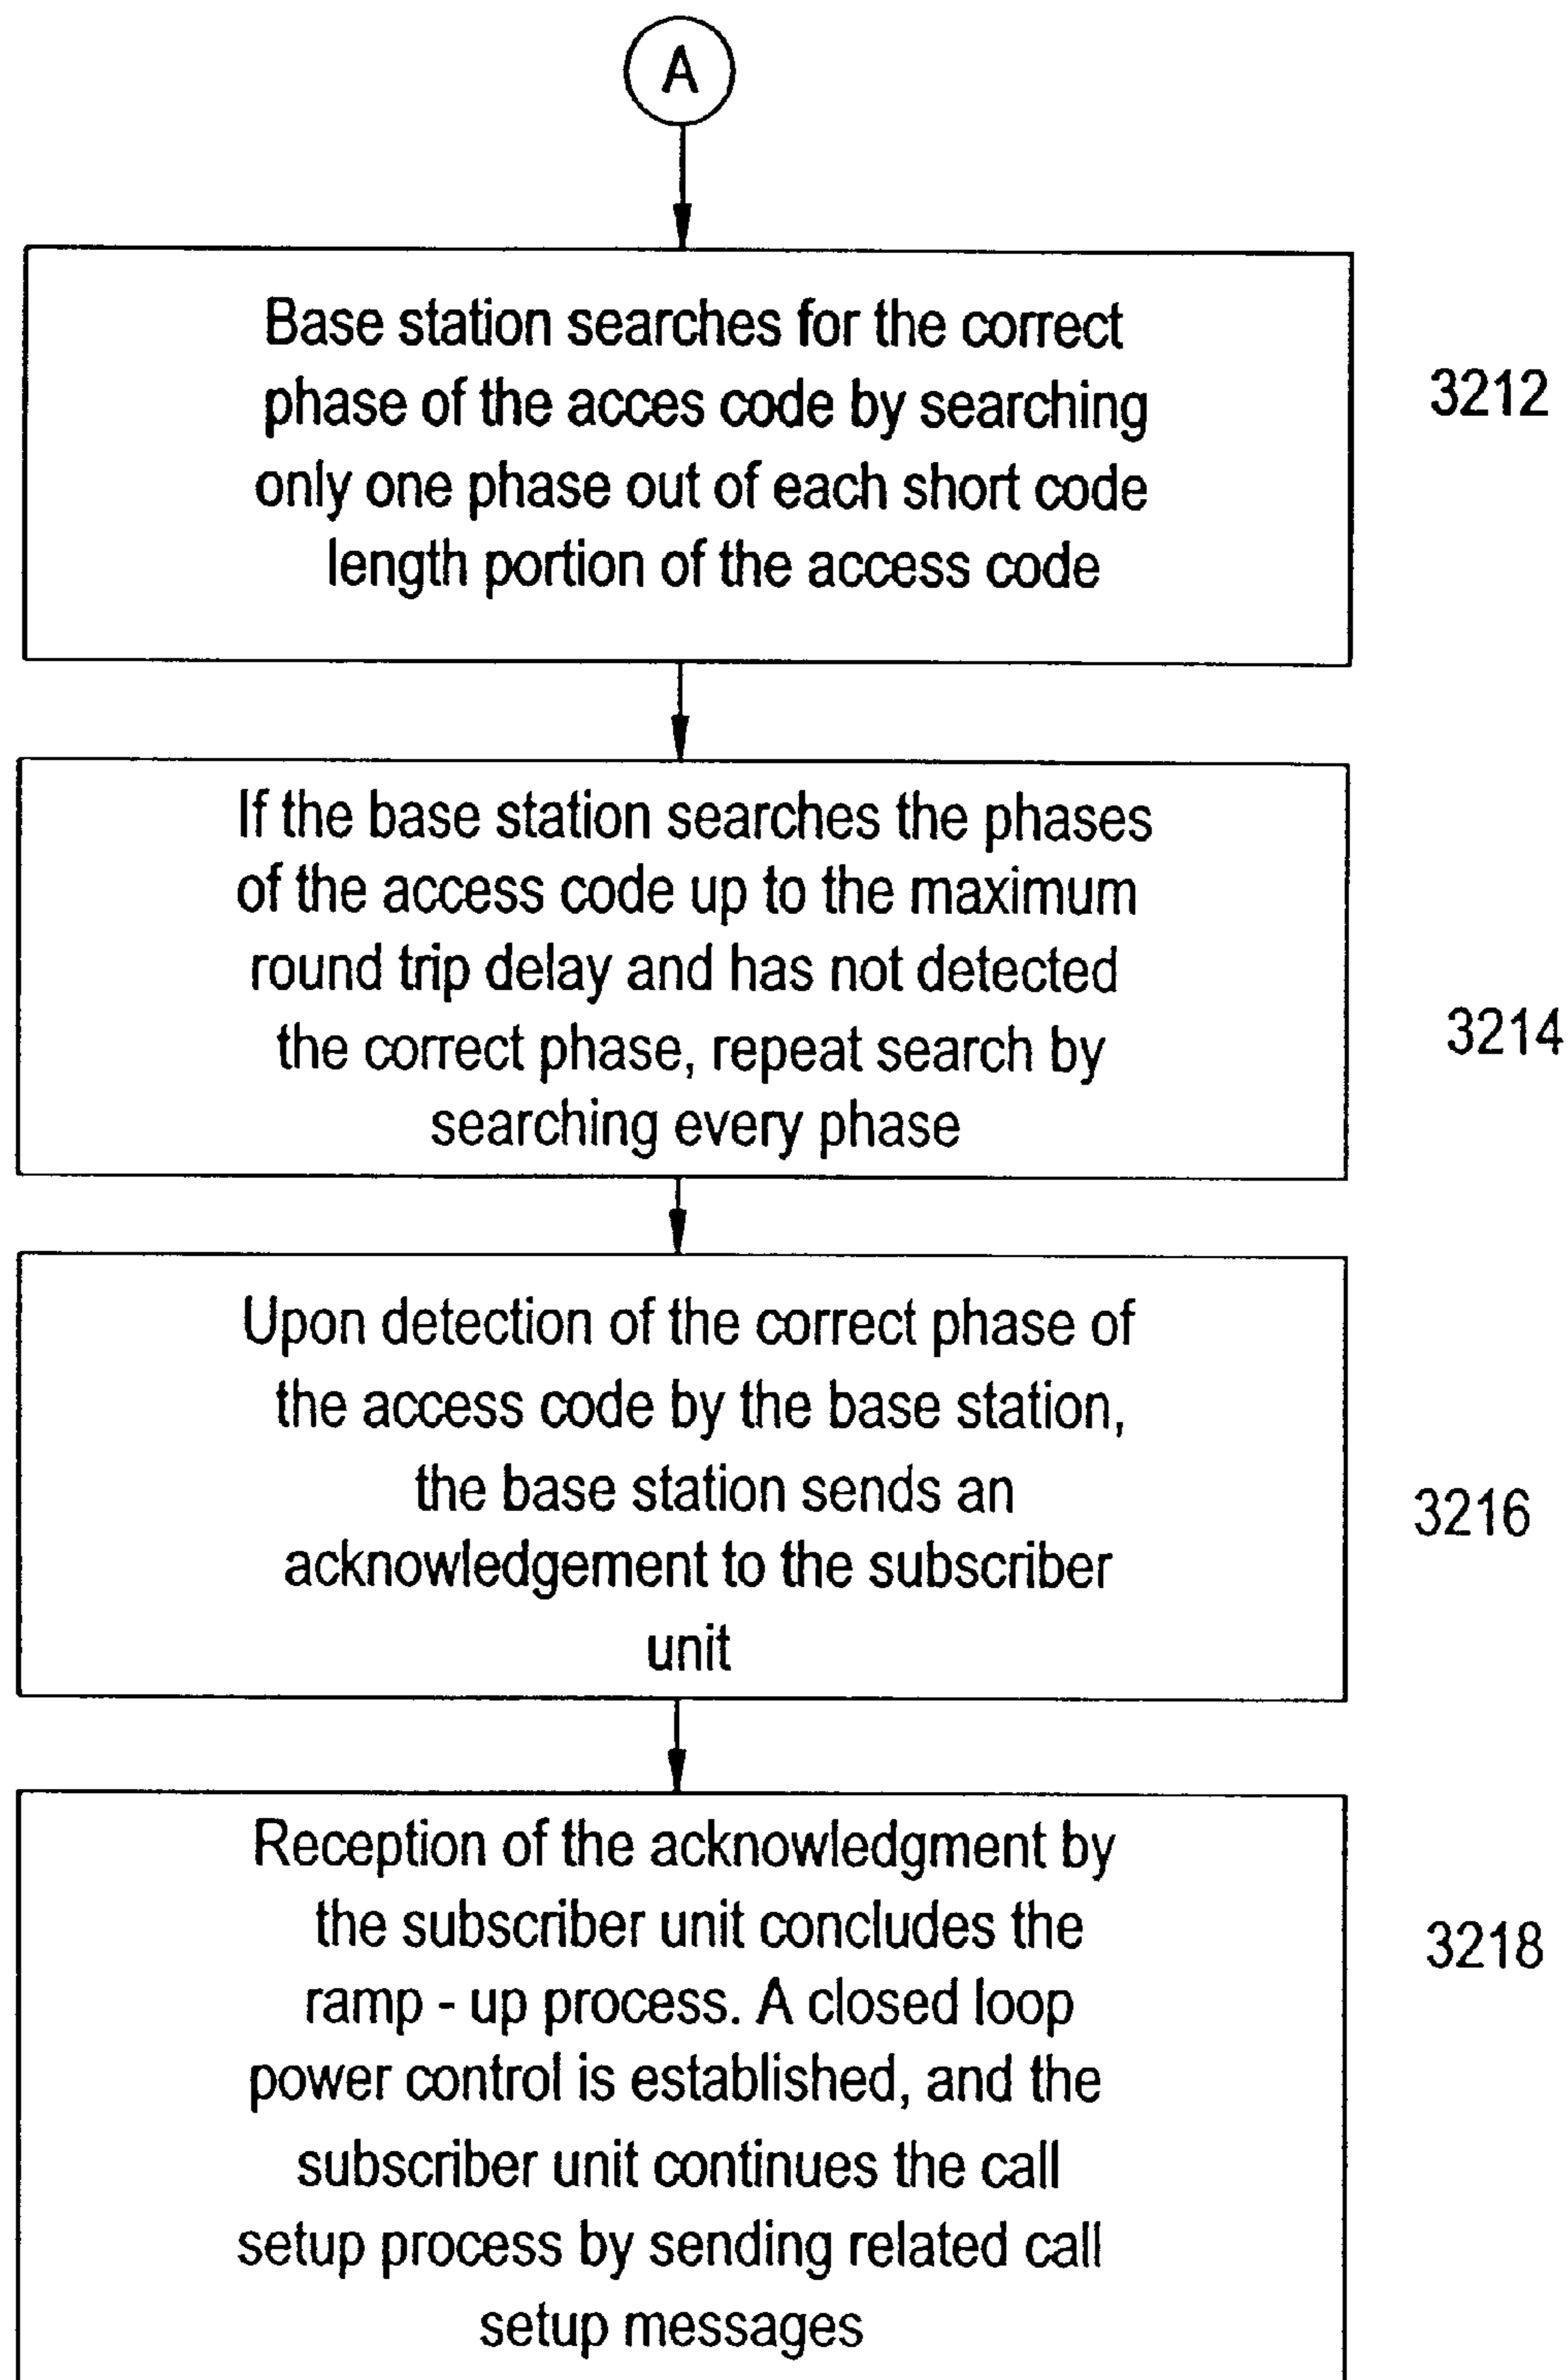 A
Base station searches for the correct
phase of the acces code by searching
only one phase out of each short code
length portion of the access code
3212
If the base station searches the phases
of the access code up to the maximum
round trip delay and has not detected
the correct phase, repeat search by
searching every phase
3214
Upon detection of the correct phase of
the access code by the base station,
the base station sends an
acknowledgement to the subscriber
unit
3216
Reception of the acknowledgment by
the subscriber unit concludes the
ramp - up process. A closed loop
power control is established, and the
subscriber unit continues the call
setup process by sending related call
setup messages
3218